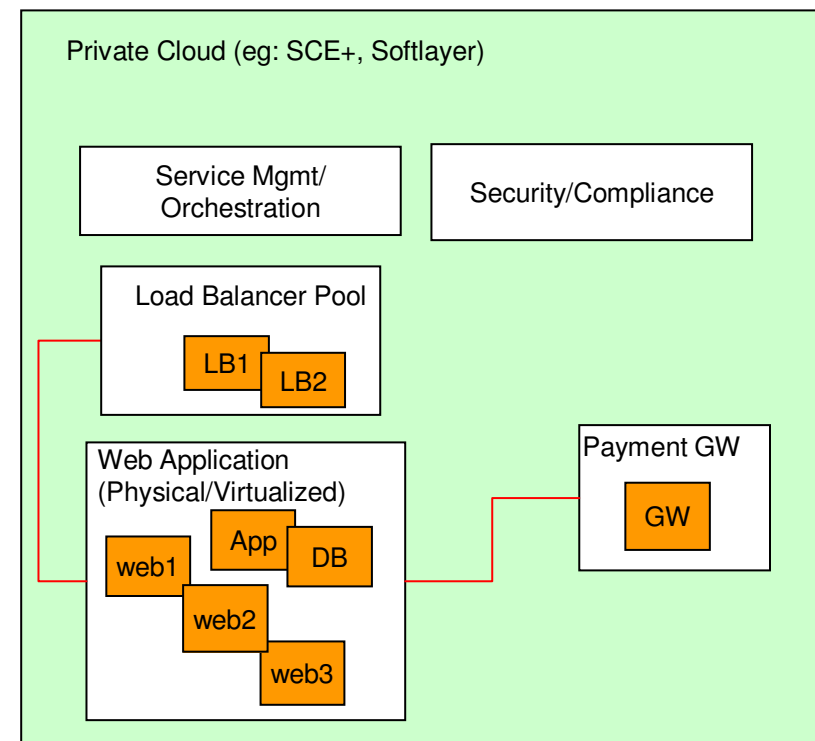 Private Cloud (eg: SCE+, Softlayer)
Service Mgmt/
Orchestration
Security/Compliance
Load Balancer Pool
LB1
LB2
Web Application
(Physical/Virtualized)
App
DB
web1
web2
web3
Payment GW
GW